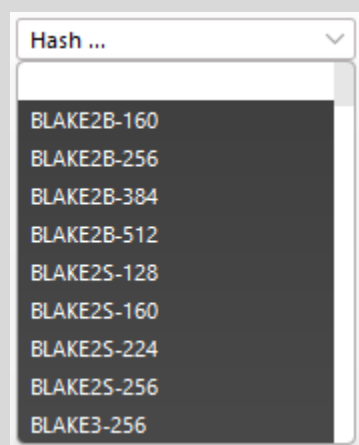 Hash ...
BLAKE2B-160
BLAKE2B-256
BLAKE2B-384
BLAKE2B-512
BLAKE2S-128
BLAKE2S-160
BLAKE2S-224
BLAKE2S-256
BLAKE3-256